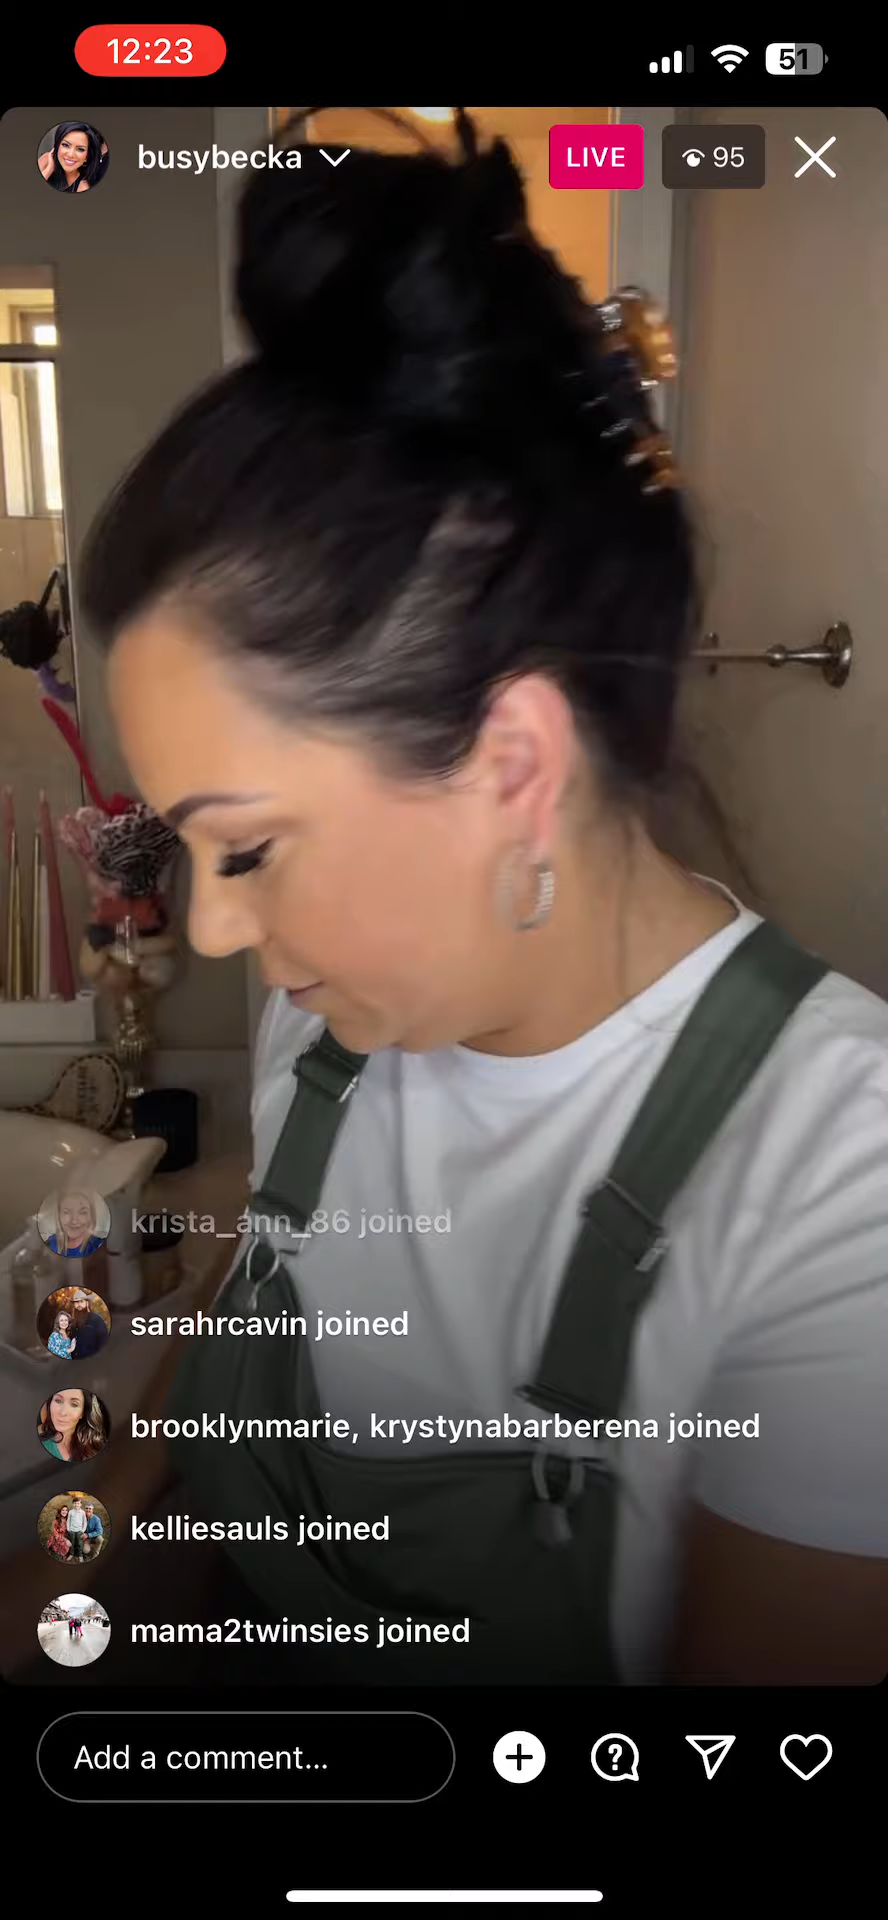 12:23
51
busybecka
LIVE
95
krista_ann_86 joined
sarahrcavin joined
brooklynmarie, krystynabarberena joined
kelliesauls joined
mama2twinsies joined
Add a comment...
?